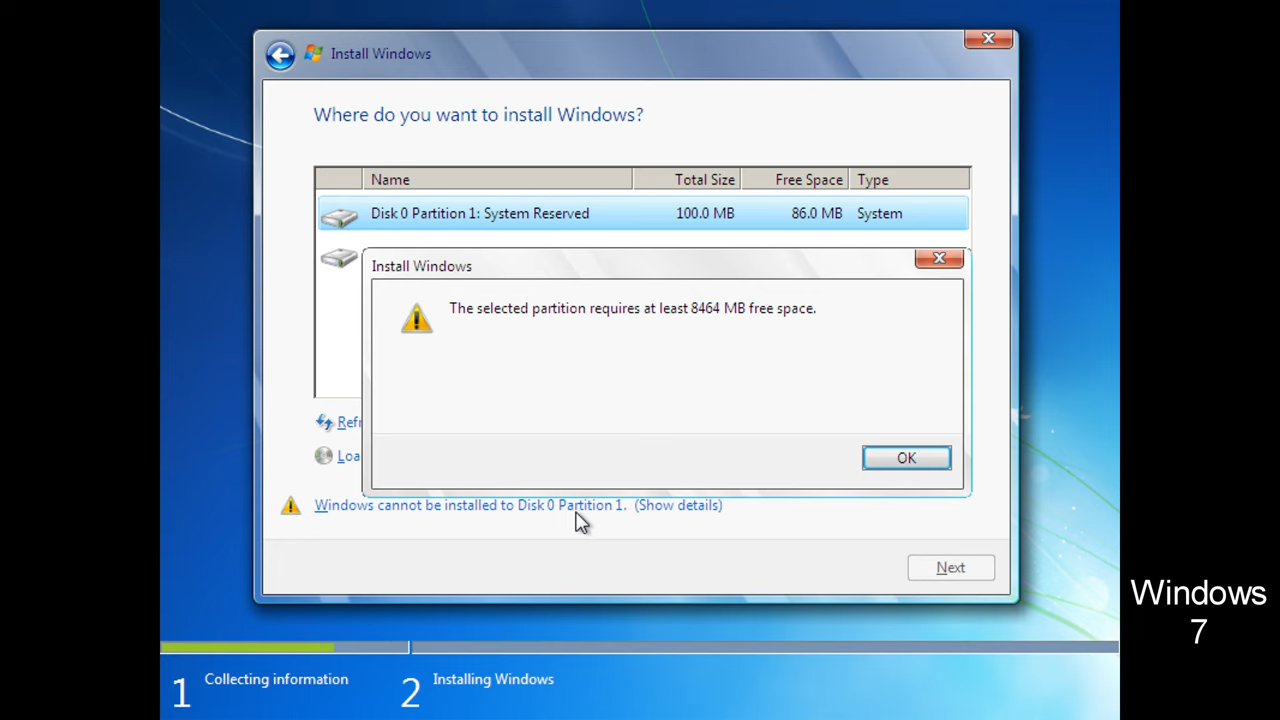 Install Windows
Where do you want to install Windows?
Name Total Size Free Space Type
Disk 0 Partition 1: System Reserved 100.0 MB 86.0 MB System
Install Windows
The selected partition requires at least 8464 MB free space.
Refr
Loa
OK
Windows cannot be installed to Disk 0 Partition 1. (Show details)
Next
Windows
7
1 Collecting information 2 Installing Windows